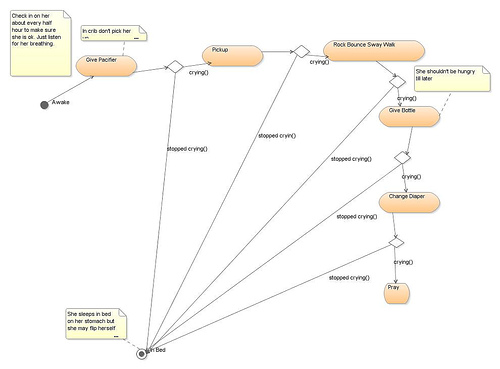 Check in on her
about every half
hour to make sure
she is ok. Just listen
for her breathing.
In crib don't pick her
...
Give Pacifier
Pickup
Rock Bounce Sway Walk
crying()
crying()
She shouldn't be hungry
till later
Awake
crying()
Give Bottle
stopped crying()
stopped cryin()
stopped crying()
crying()
Change Diaper
stopped crying()
crying()
stopped crying()
Pray
She sleeps in bed
on her stomach but
she may flip herself
...
In Bed